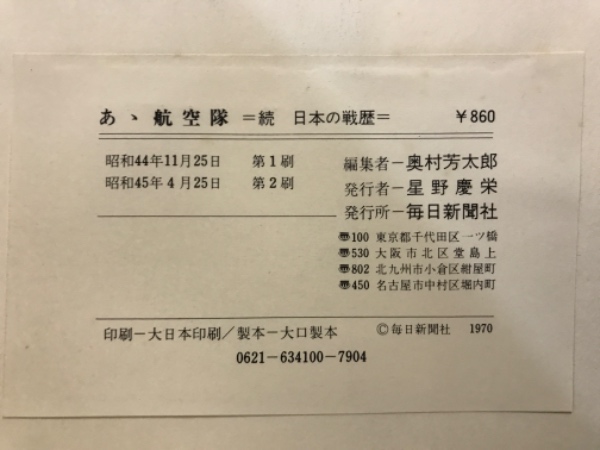 あゝ航空隊 =続 日本の戦歴= ¥860
昭和44年11月25日 第1刷
昭和45年4月25日 第2刷
編集者−奥村芳太郎
発行者−星野慶栄
発行所−毎日新聞社
〠100 東京都千代田区一ツ橋
〠530 大阪市北区堂島上
〠802 北九州市小倉区紺屋町
〠450 名古屋市中村区堀内町
印刷−大日本印刷/製本−大口製本
©毎日新聞社 1970
0621−634100−7904